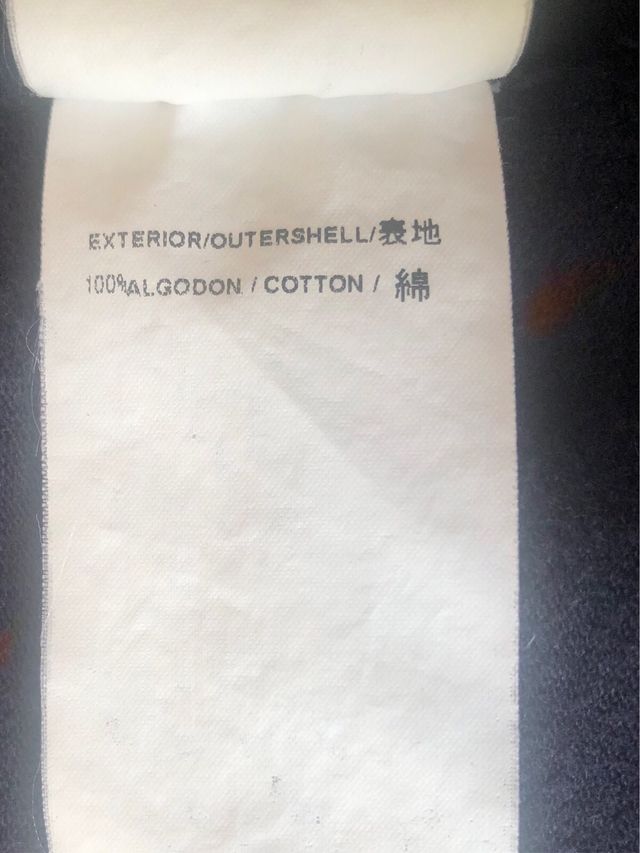 EXTERIOR/OUTERSHELL/表地
100%ALGODON / COTTON / 綿